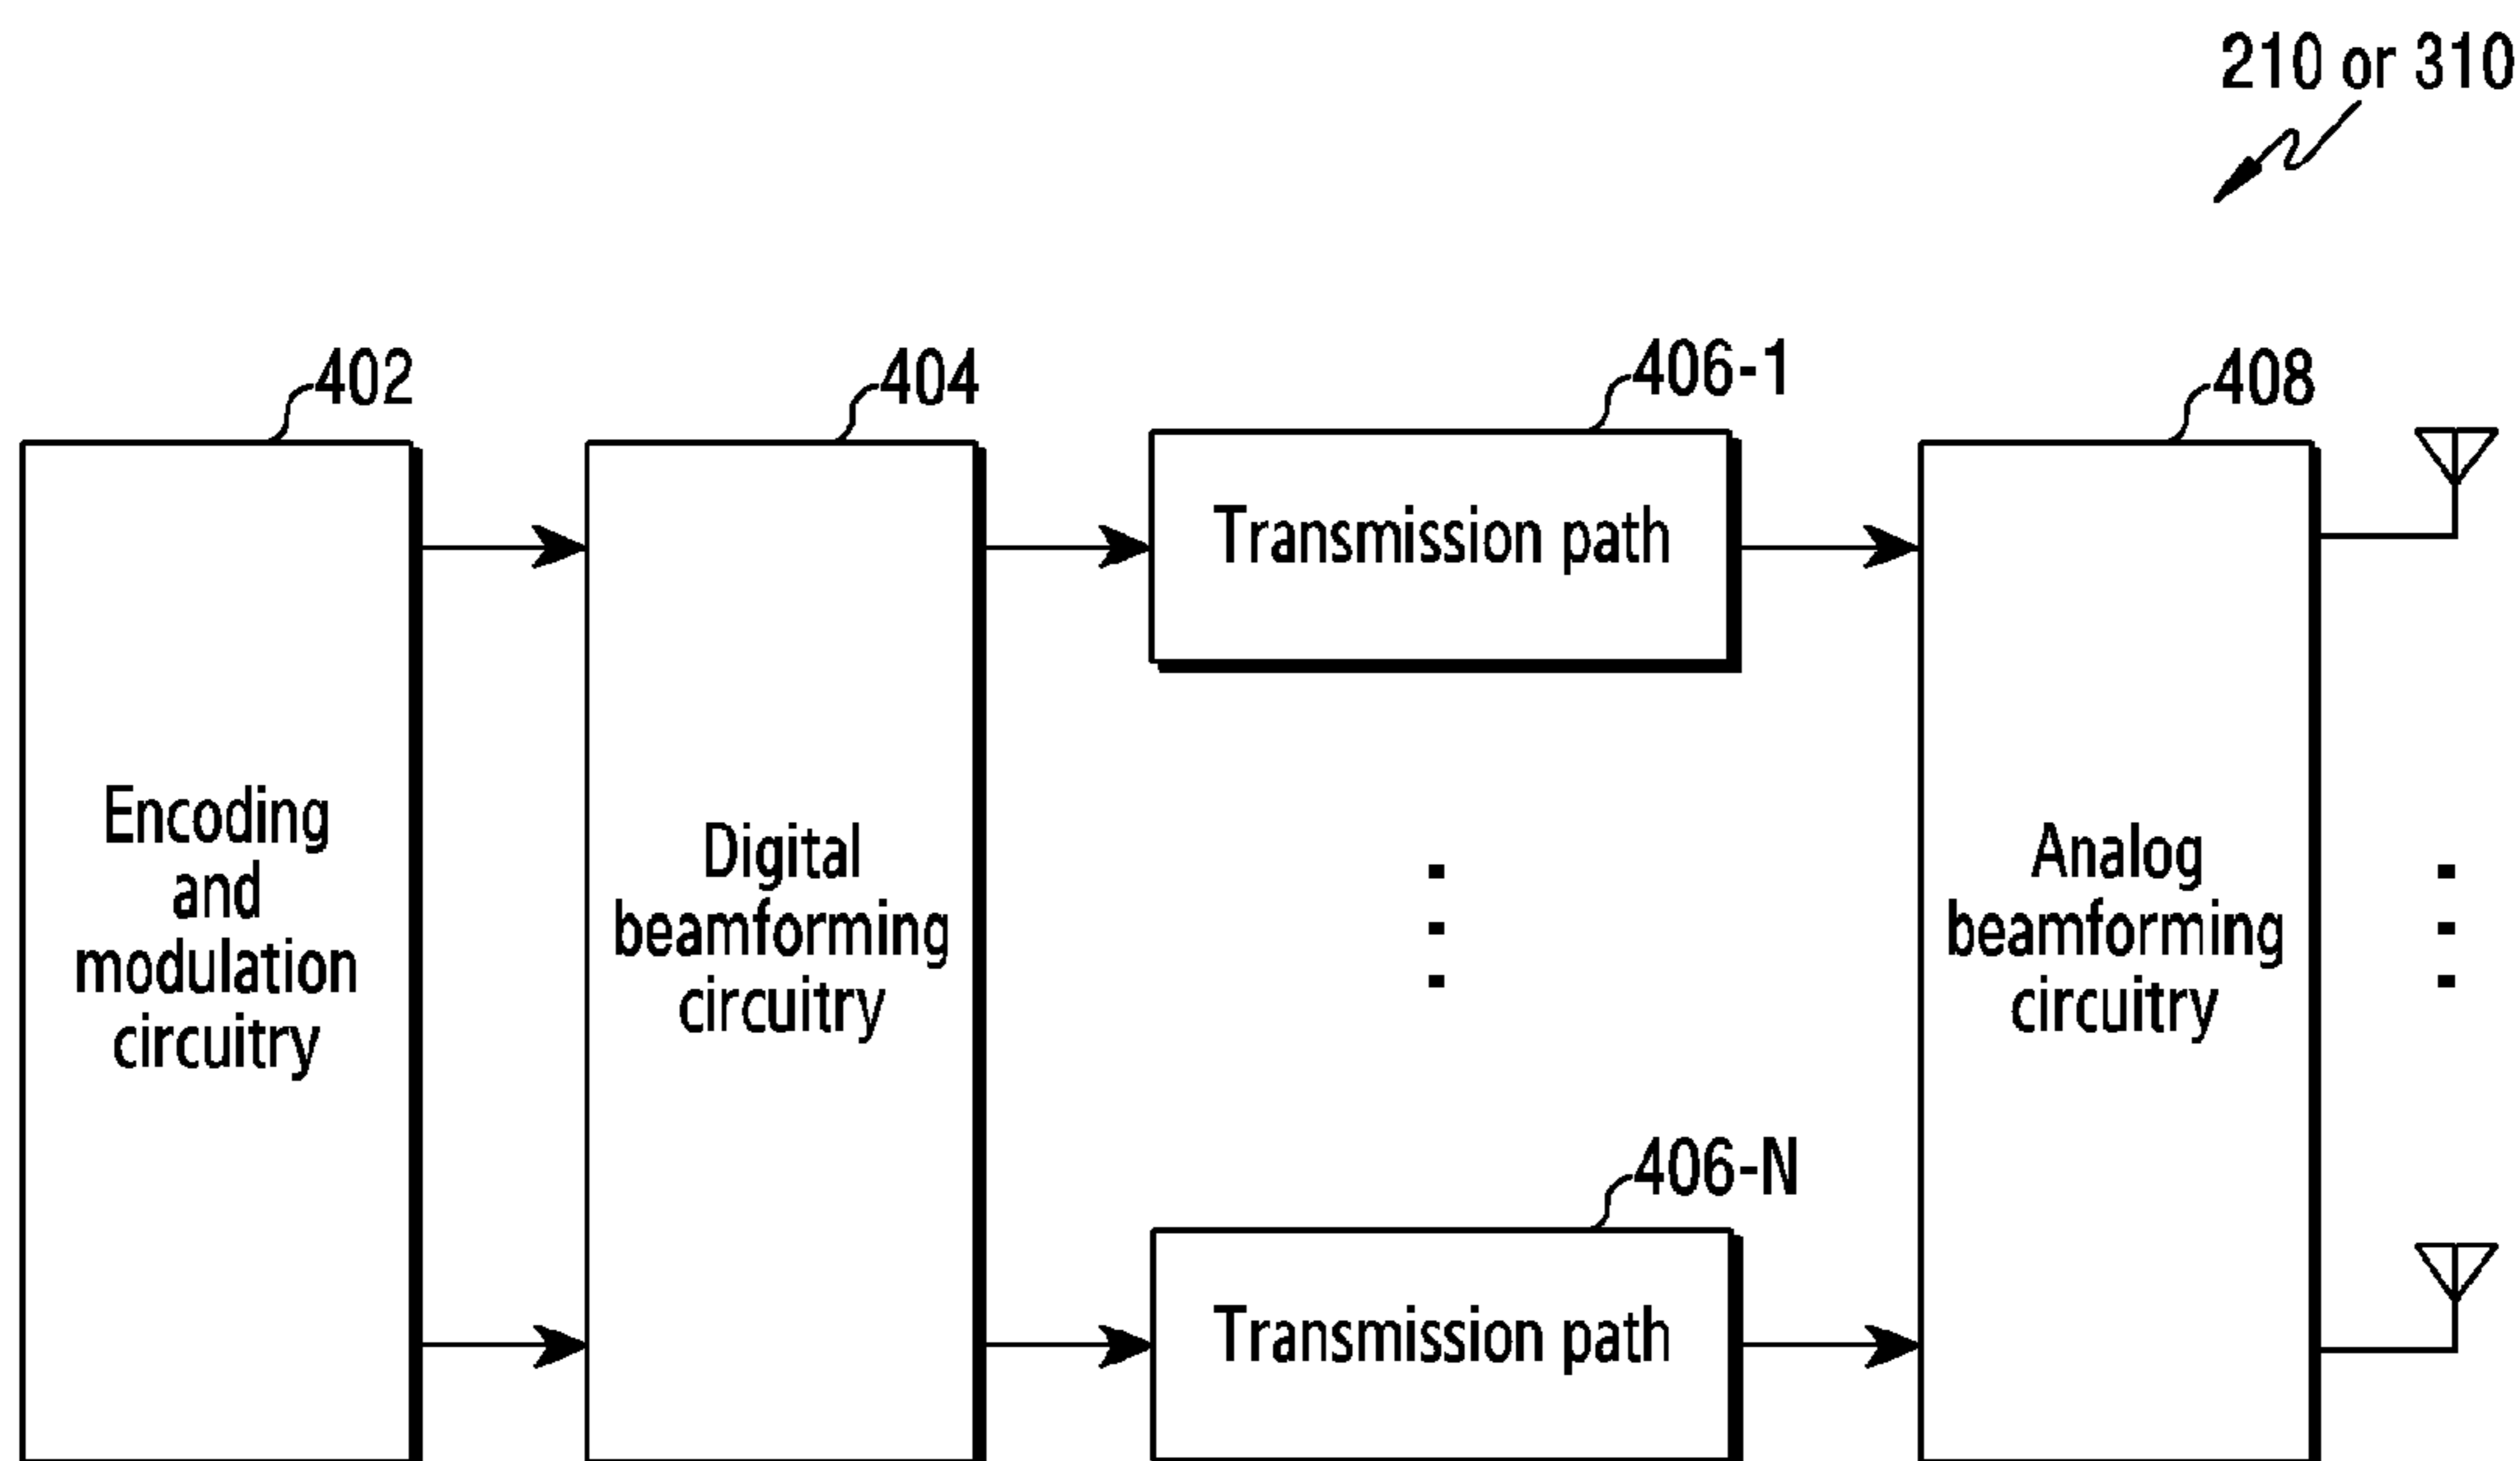 210 or 310
402
404
406-1
408
Transmission path
Encoding
and
modulation
circuitry
Digital
beamforming
circuitry
Analog
beamforming
circuitry
406-N
Transmission path